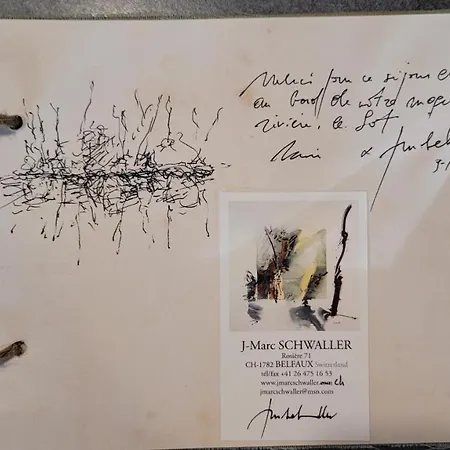 Merci pour ce séjour
au bord de votre
rivière, le Lot
&
J-Marc SCHWALLER
Rosière 71
CH-1782 BELFAUX Switzerland
tél/fax +41 26 475 16 53
www.jmarcschwaller.ch
jmarcschwaller@msn.com